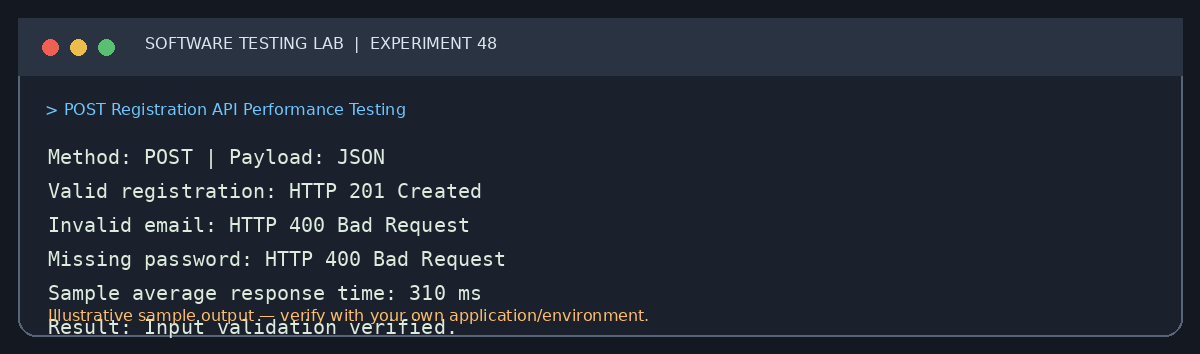 SOFTWARE TESTING LAB | EXPERIMENT 48
> POST Registration API Performance Testing
Method: POST | Payload: JSON
Valid registration: HTTP 201 Created
Invalid email: HTTP 400 Bad Request
Missing password: HTTP 400 Bad Request
Sample average response time: 310 ms
Illustrative sample output — verify with your own application/environment.
Result: Input validation verified.